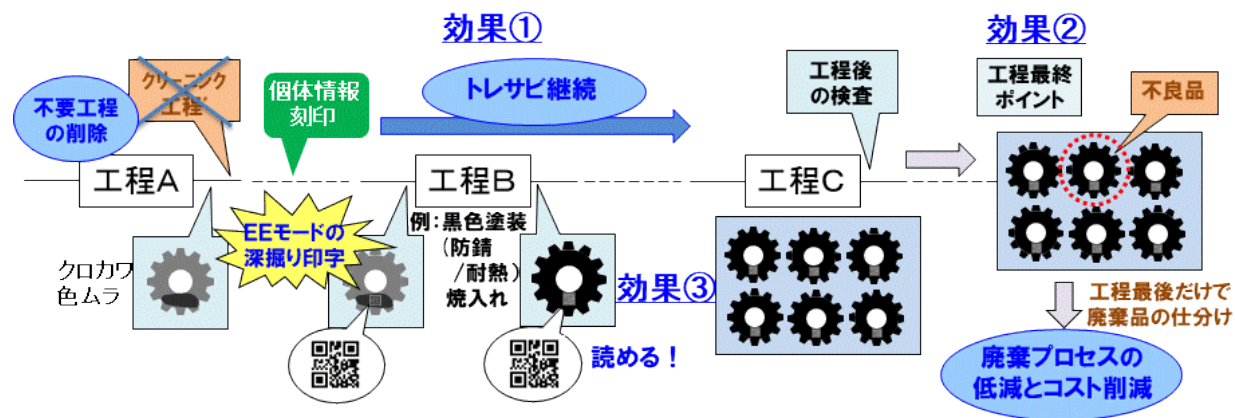 効果①
効果②
クリーニング
工程
不要工程
の削除
個体情報
刻印
トレサビ継続
工程後
の検査
工程最終
ポイント
不良品
工程A
工程B
工程C
EEモードの
深掘り印字
例:黒色塗装
(防錆
/耐熱)
焼入れ
クロカワ
色ムラ
効果③
読める!
工程最後だけで
廃棄品の仕分け
廃棄プロセスの
低減とコスト削減